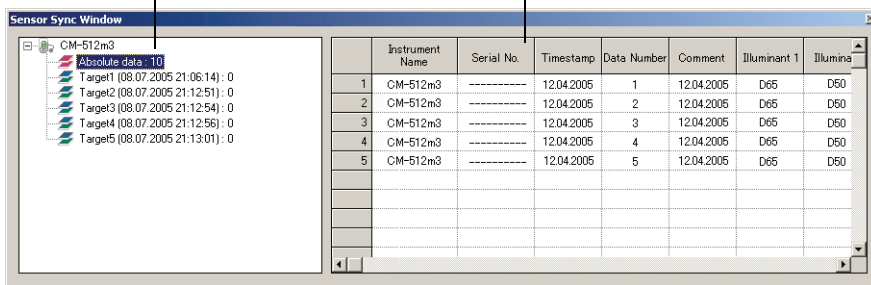 Sensor Sync Window
CM-512m3
Absolute data : 10
Target1 (08.07.2005 21:06:14) : 0
Target2 (08.07.2005 21:12:51) : 0
Target3 (08.07.2005 21:12:54) : 0
Target4 (08.07.2005 21:12:56) : 0
Target5 (08.07.2005 21:13:01) : 0
Instrument Name Serial No. Timestamp Data Number Comment Illuminant 1 Illumina
1 CM-512m3 ---------- 12.04.2005 1 12.04.2005 D65 D50
2 CM-512m3 ---------- 12.04.2005 2 12.04.2005 D65 D50
3 CM-512m3 ---------- 12.04.2005 3 12.04.2005 D65 D50
4 CM-512m3 ---------- 12.04.2005 4 12.04.2005 D65 D50
5 CM-512m3 ---------- 12.04.2005 5 12.04.2005 D65 D50